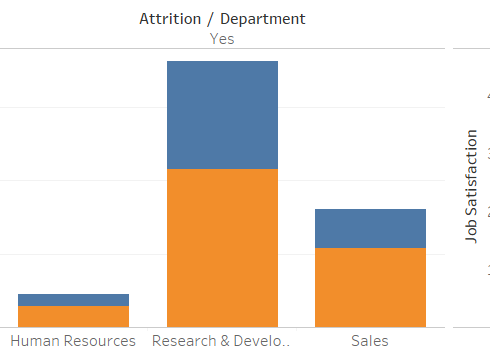 Attrition / Department
Yes
Job Satisfaction
Human Resources
Research & Develo..
Sales